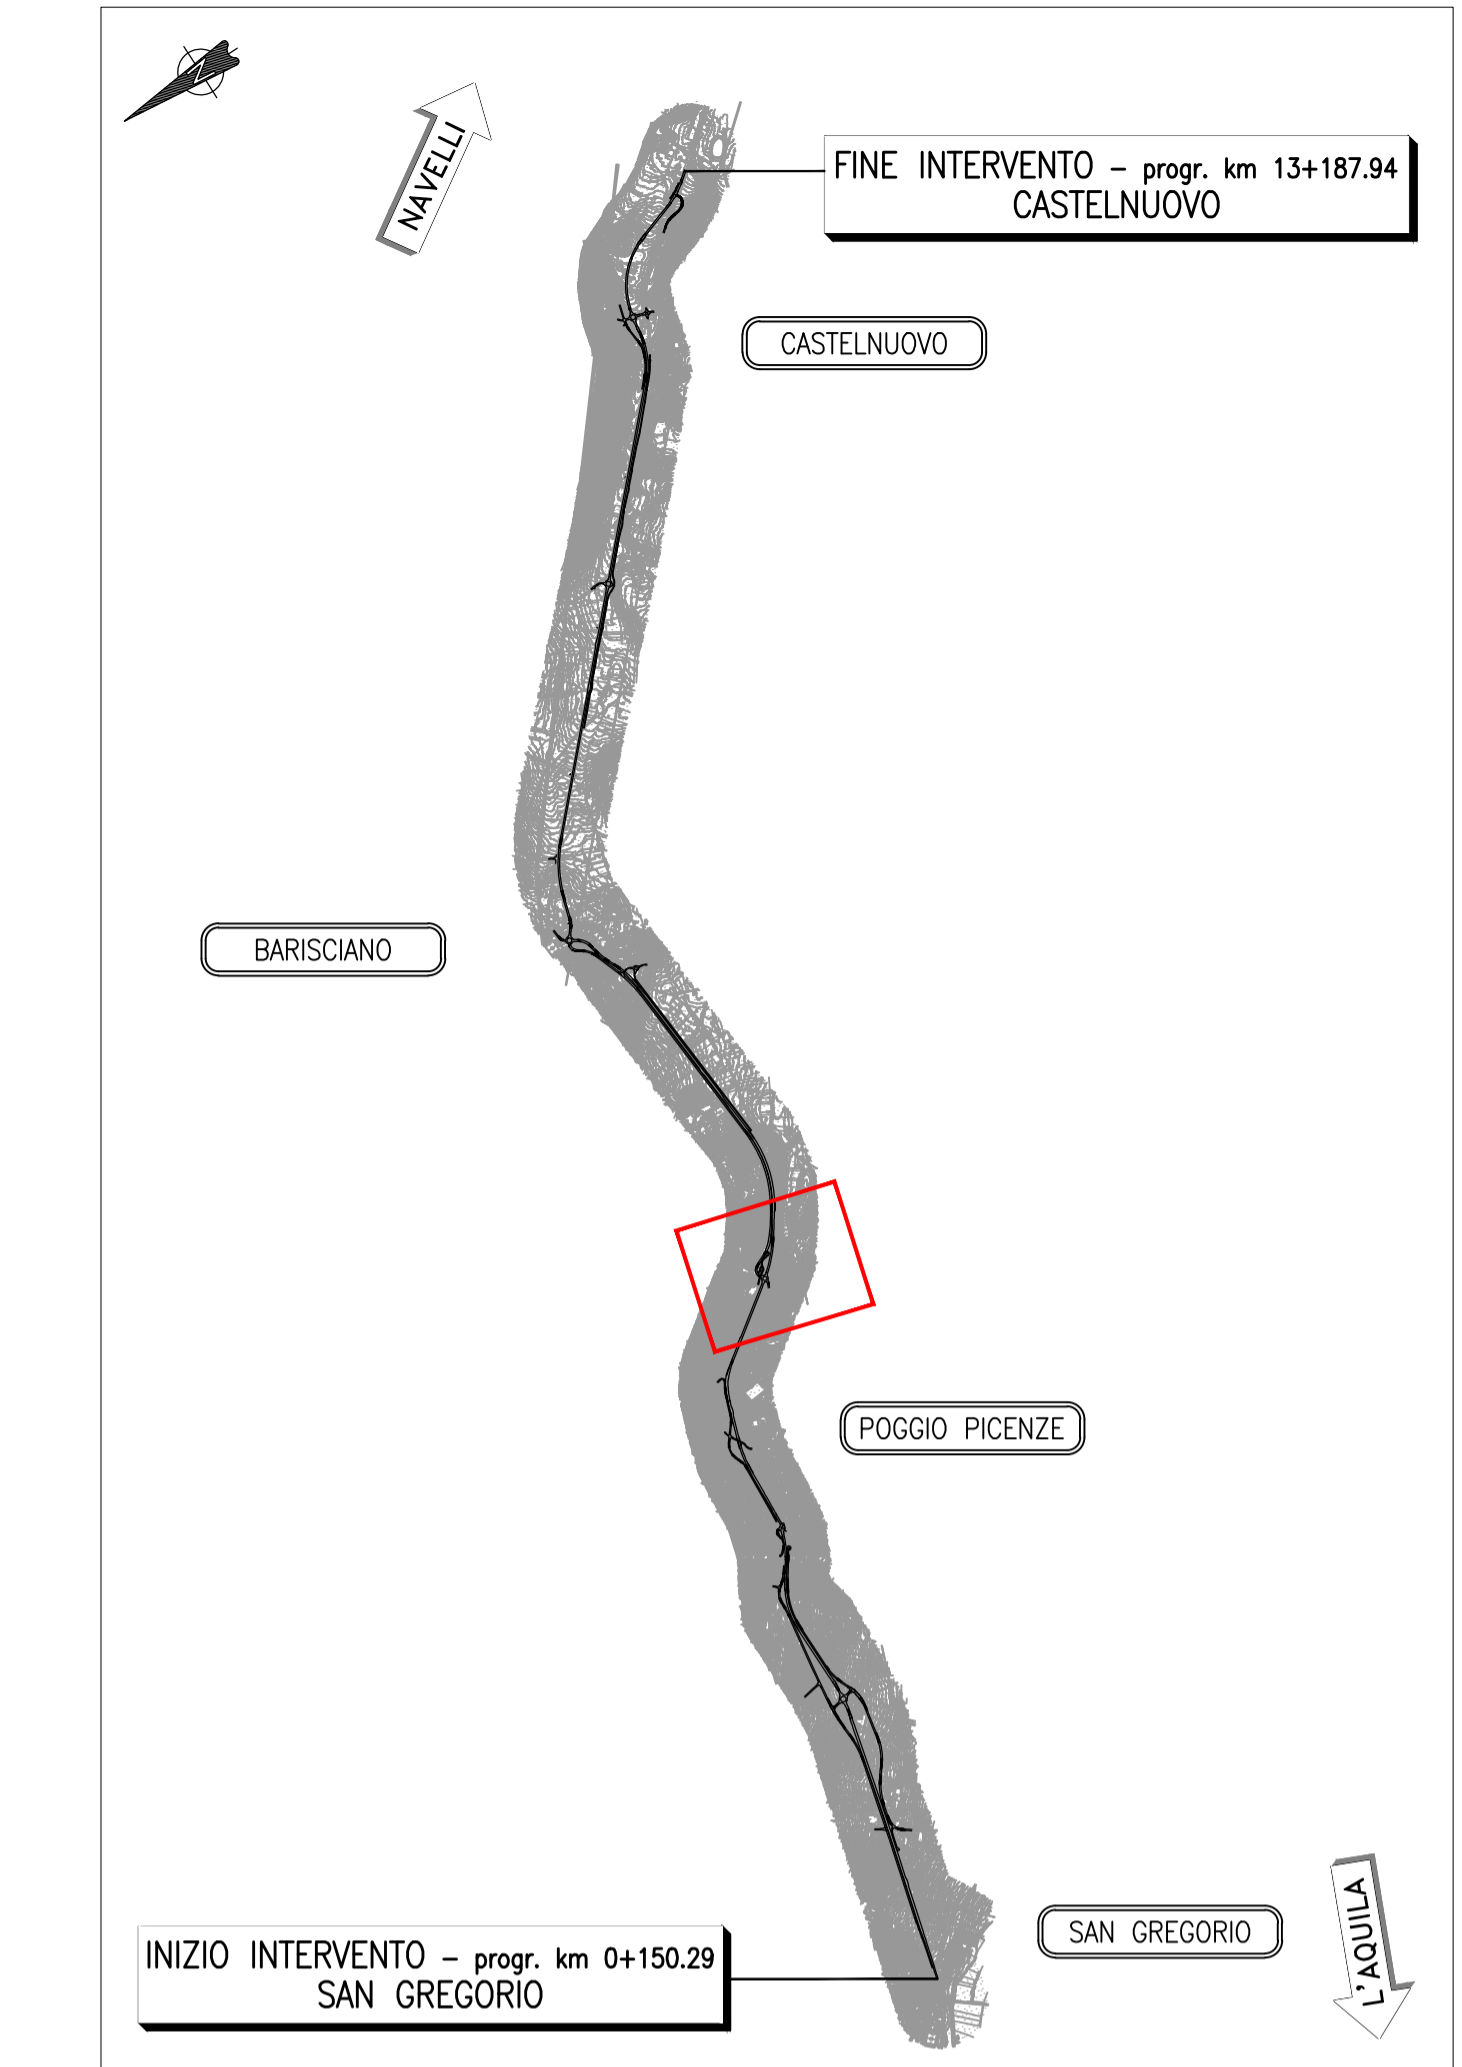 N
NAVELLI
FINE INTERVENTO – progr. km 13+187.94
CASTELNUOVO
CASTELNUOVO
BARISCIANO
POGGIO PICENZE
SAN GREGORIO
L'AQUILA
INIZIO INTERVENTO – progr. km 0+150.29
SAN GREGORIO